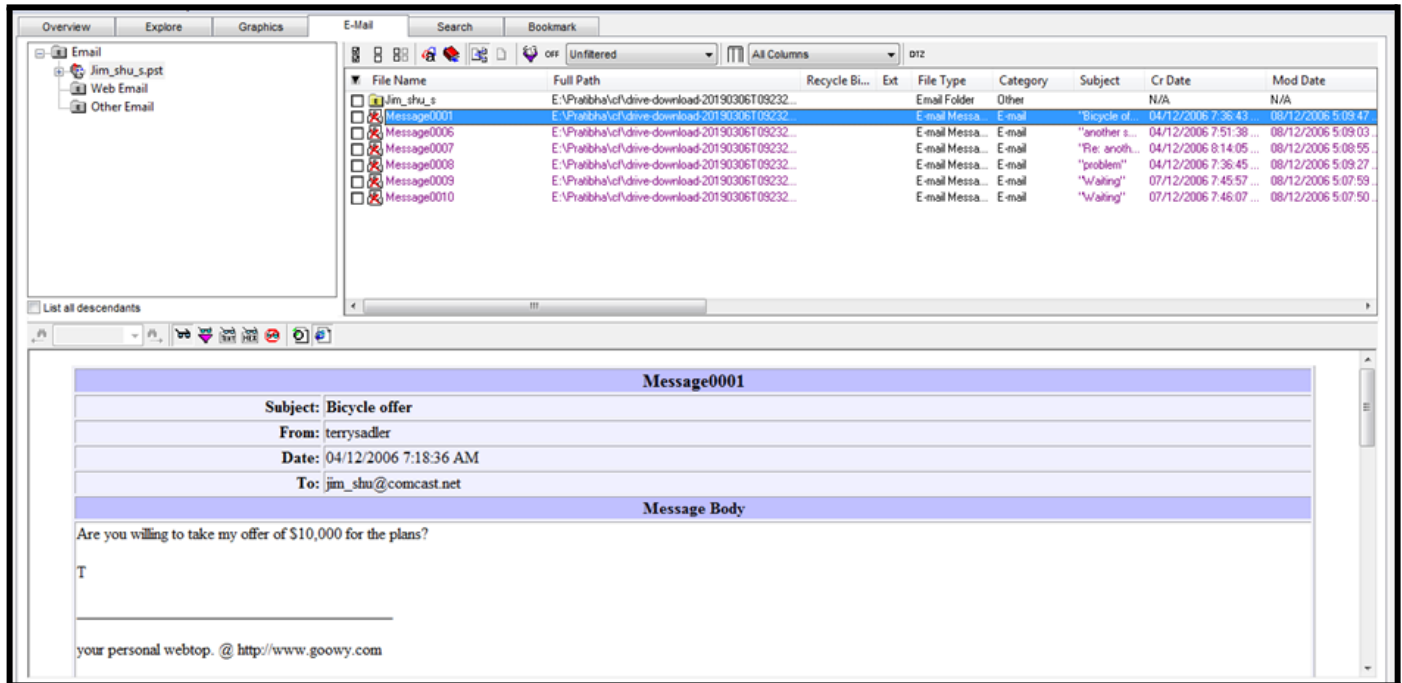 Overview Explore Graphics E-Mail Search Bookmark
Email
Jim_shu_s.pst
Web Email
Other Email
List all descendants
OFF Unfiltered All Columns DTZ
File Name Full Path Recycle Bi... Ext File Type Category Subject Cr Date Mod Date
Jim_shu_s E:\Pratibha\cf\drive-download-20190306T09232... Email Folder Other N/A N/A
Message0001 E:\Pratibha\cf\drive-download-20190306T09232... E-mail Messa... E-mail "Bicycle of... 04/12/2006 7:36:43 ... 08/12/2006 5:09:47
Message0006 E:\Pratibha\cf\drive-download-20190306T09232... E-mail Messa... E-mail "another s... 04/12/2006 7:51:38 ... 08/12/2006 5:09:03
Message0007 E:\Pratibha\cf\drive-download-20190306T09232... E-mail Messa... E-mail "Re: anoth... 04/12/2006 8:14:05 ... 08/12/2006 5:08:55
Message0008 E:\Pratibha\cf\drive-download-20190306T09232... E-mail Messa... E-mail "problem" 04/12/2006 7:36:45 ... 08/12/2006 5:09:27
Message0009 E:\Pratibha\cf\drive-download-20190306T09232... E-mail Messa... E-mail "Waiting" 07/12/2006 7:45:57 ... 08/12/2006 5:07:59
Message0010 E:\Pratibha\cf\drive-download-20190306T09232... E-mail Messa... E-mail "Waiting" 07/12/2006 7:46:07 ... 08/12/2006 5:07:50
TEXT HEX
Message0001
Subject: Bicycle offer
From: terrysadler
Date: 04/12/2006 7:18:36 AM
To: jim_shu@comcast.net
Message Body
Are you willing to take my offer of $10,000 for the plans?
T
your personal webtop. @ http://www.goowy.com